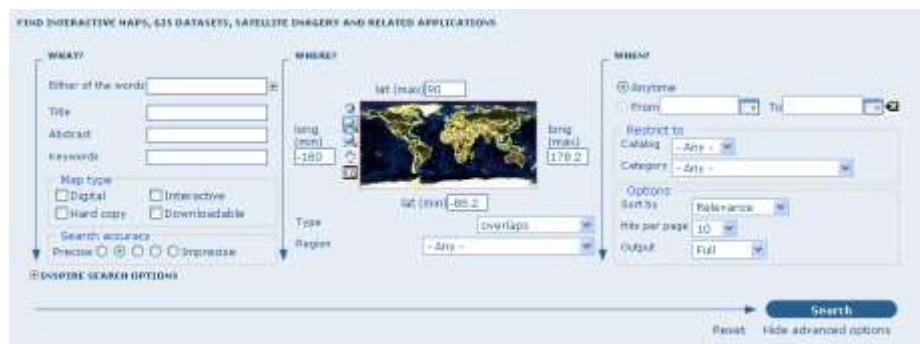 FIND INTERACTIVE MAPS, GIS DATASETS, SATELLITE IMAGERY AND RELATED APPLICATIONS
WHAT?
Either of the words
Title
Abstract
Keywords
Map type
Digital
Interactive
Hard copy
Downloadable
Search accuracy
Precise
Imprecise
WHERE?
lat (max) 90
long (min) -180
long (max) 178.2
lat (min) -88.2
Type overlaps
Region - Any -
WHEN?
Anytime
From
To
Restrict to
Catalog - Any -
Category - Any -
Options
Sort by Relevance
Hits per page 10
Output Full
INSPIRE SEARCH OPTIONS
Search
Reset Hide advanced options